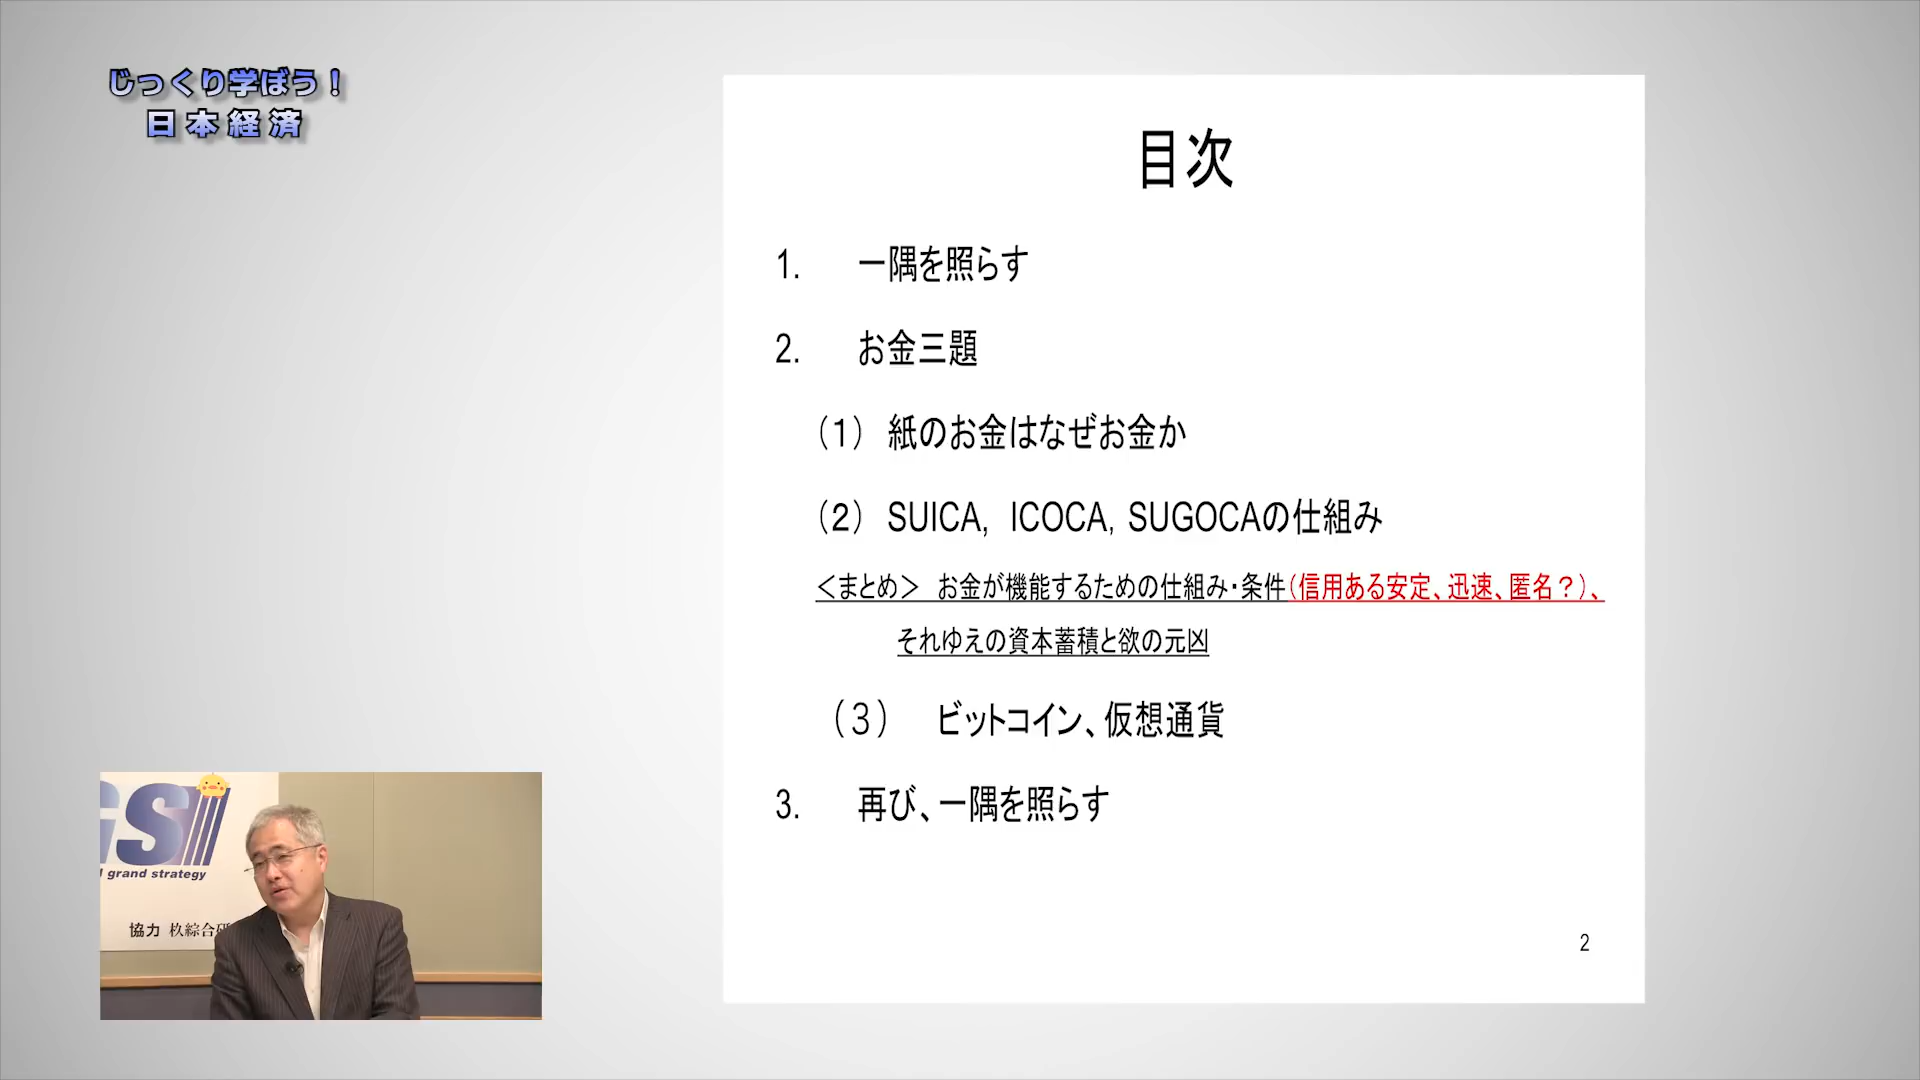 じっくり学ぼう！
日本経済
目次
1. 一隅を照らす
2. お金三題
（1） 紙のお金はなぜお金か
（2） SUICA, ICOCA, SUGOCAの仕組み
＜まとめ＞ お金が機能するための仕組み・条件（信用ある安定、迅速、匿名？）、
それゆえの資本蓄積と欲の元凶
（3） ビットコイン、仮想通貨
3. 再び、一隅を照らす
2
GSI
grand strategy
協力 枚綜合研